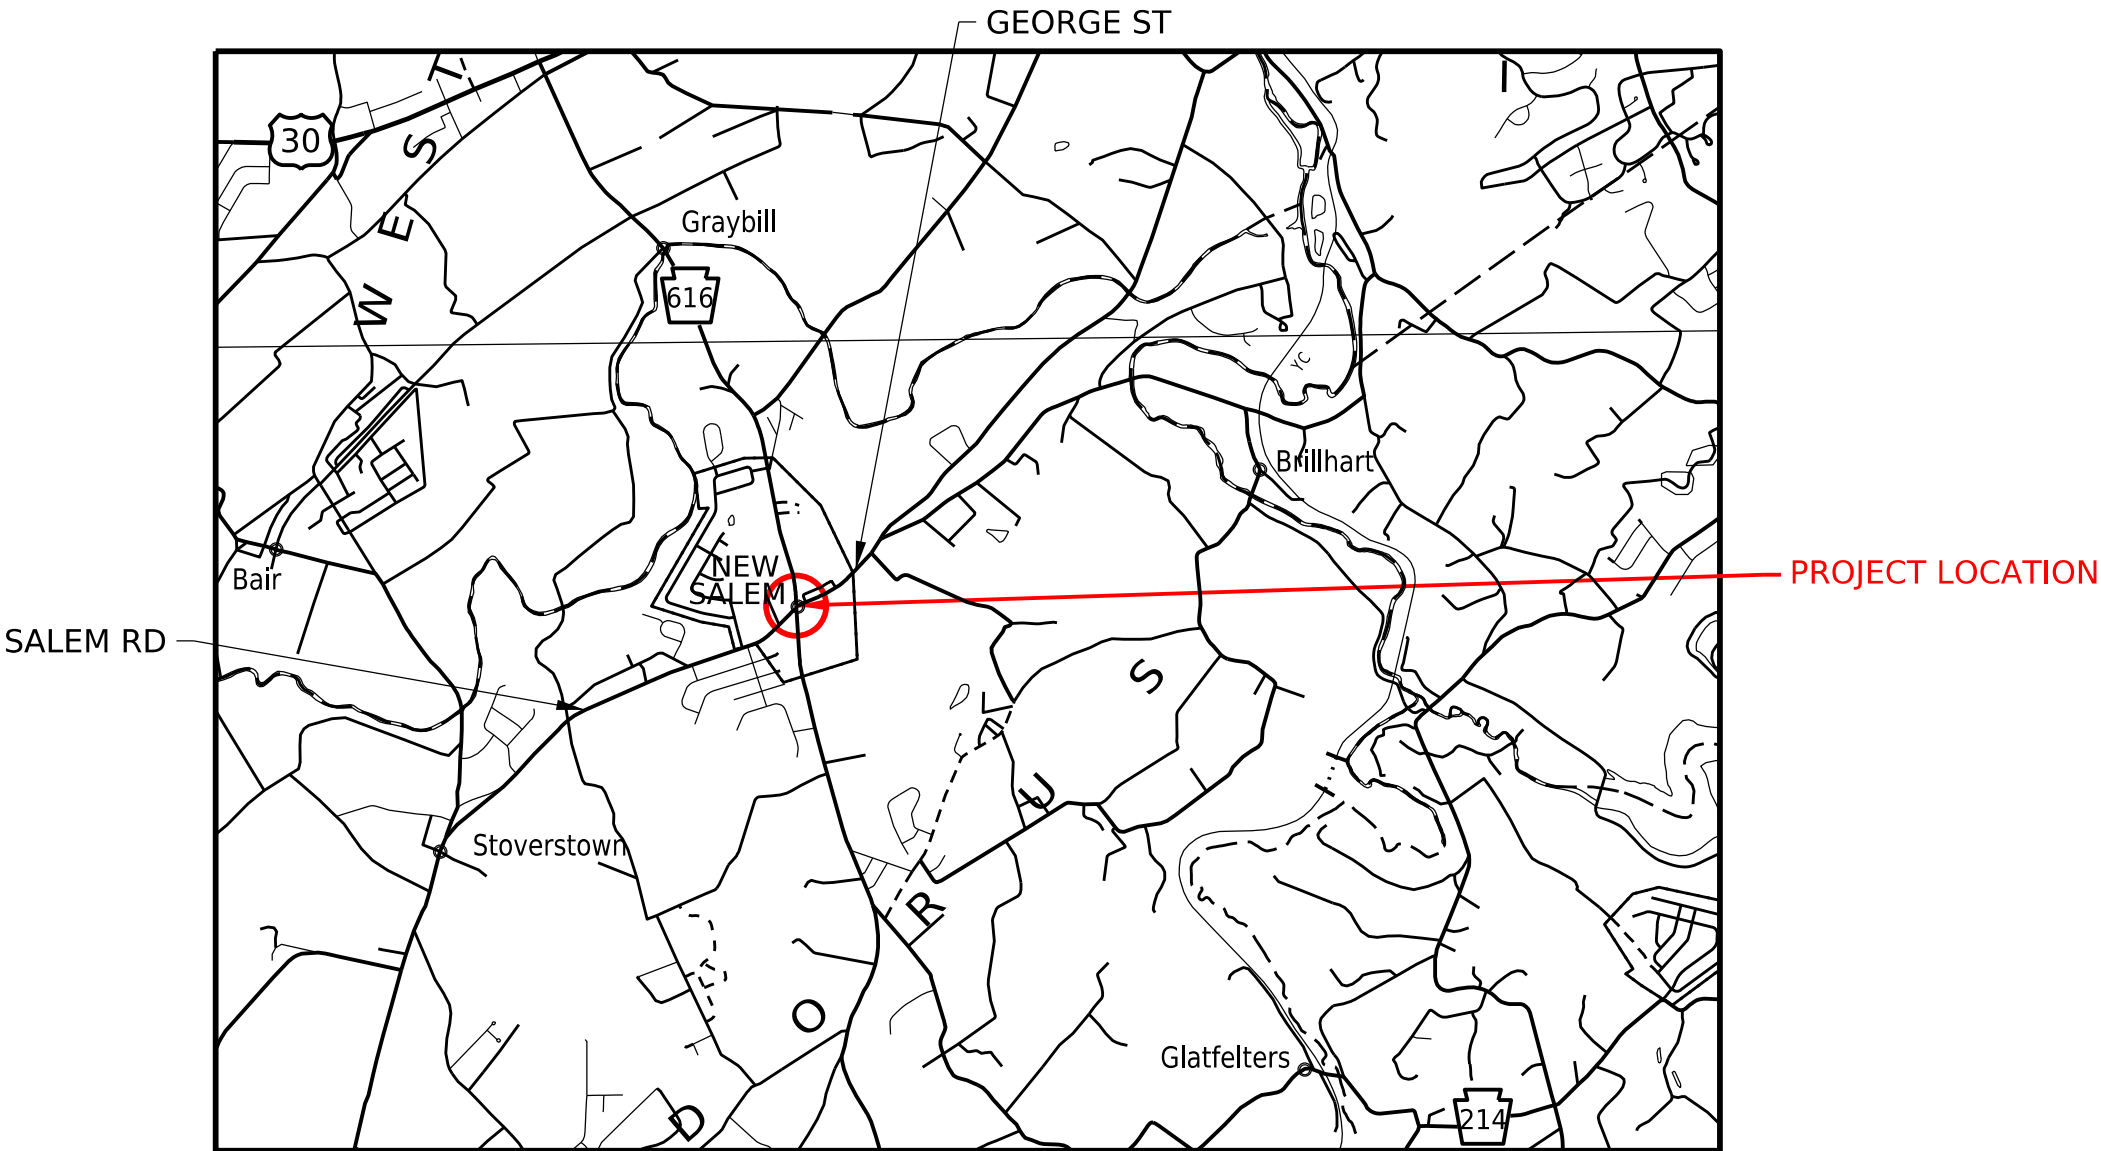 GEORGE ST
30
W E S T
I
Graybill
616
YC
Brillhart
NEW
SALEM
Bair
PROJECT LOCATION
SALEM RD
Stoverstown
D O R U S
Glatfelters
214